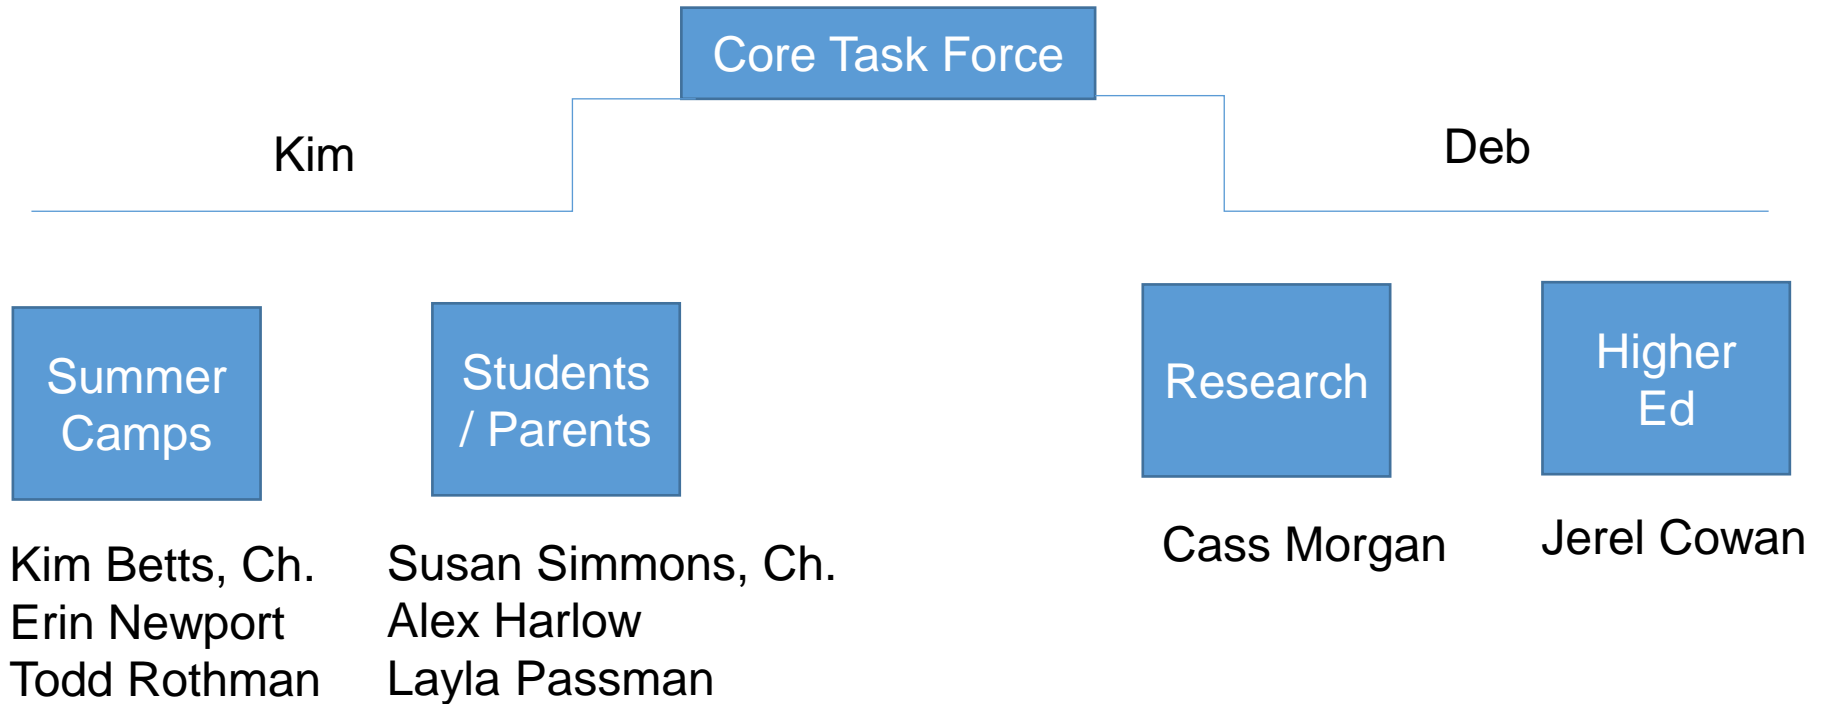 Core Task Force
Kim
Deb
Summer
Camps
Students
/ Parents
Research
Higher
Ed
Kim Betts, Ch.
Erin Newport
Todd Rothman
Susan Simmons, Ch.
Alex Harlow
Layla Passman
Cass Morgan
Jerel Cowan